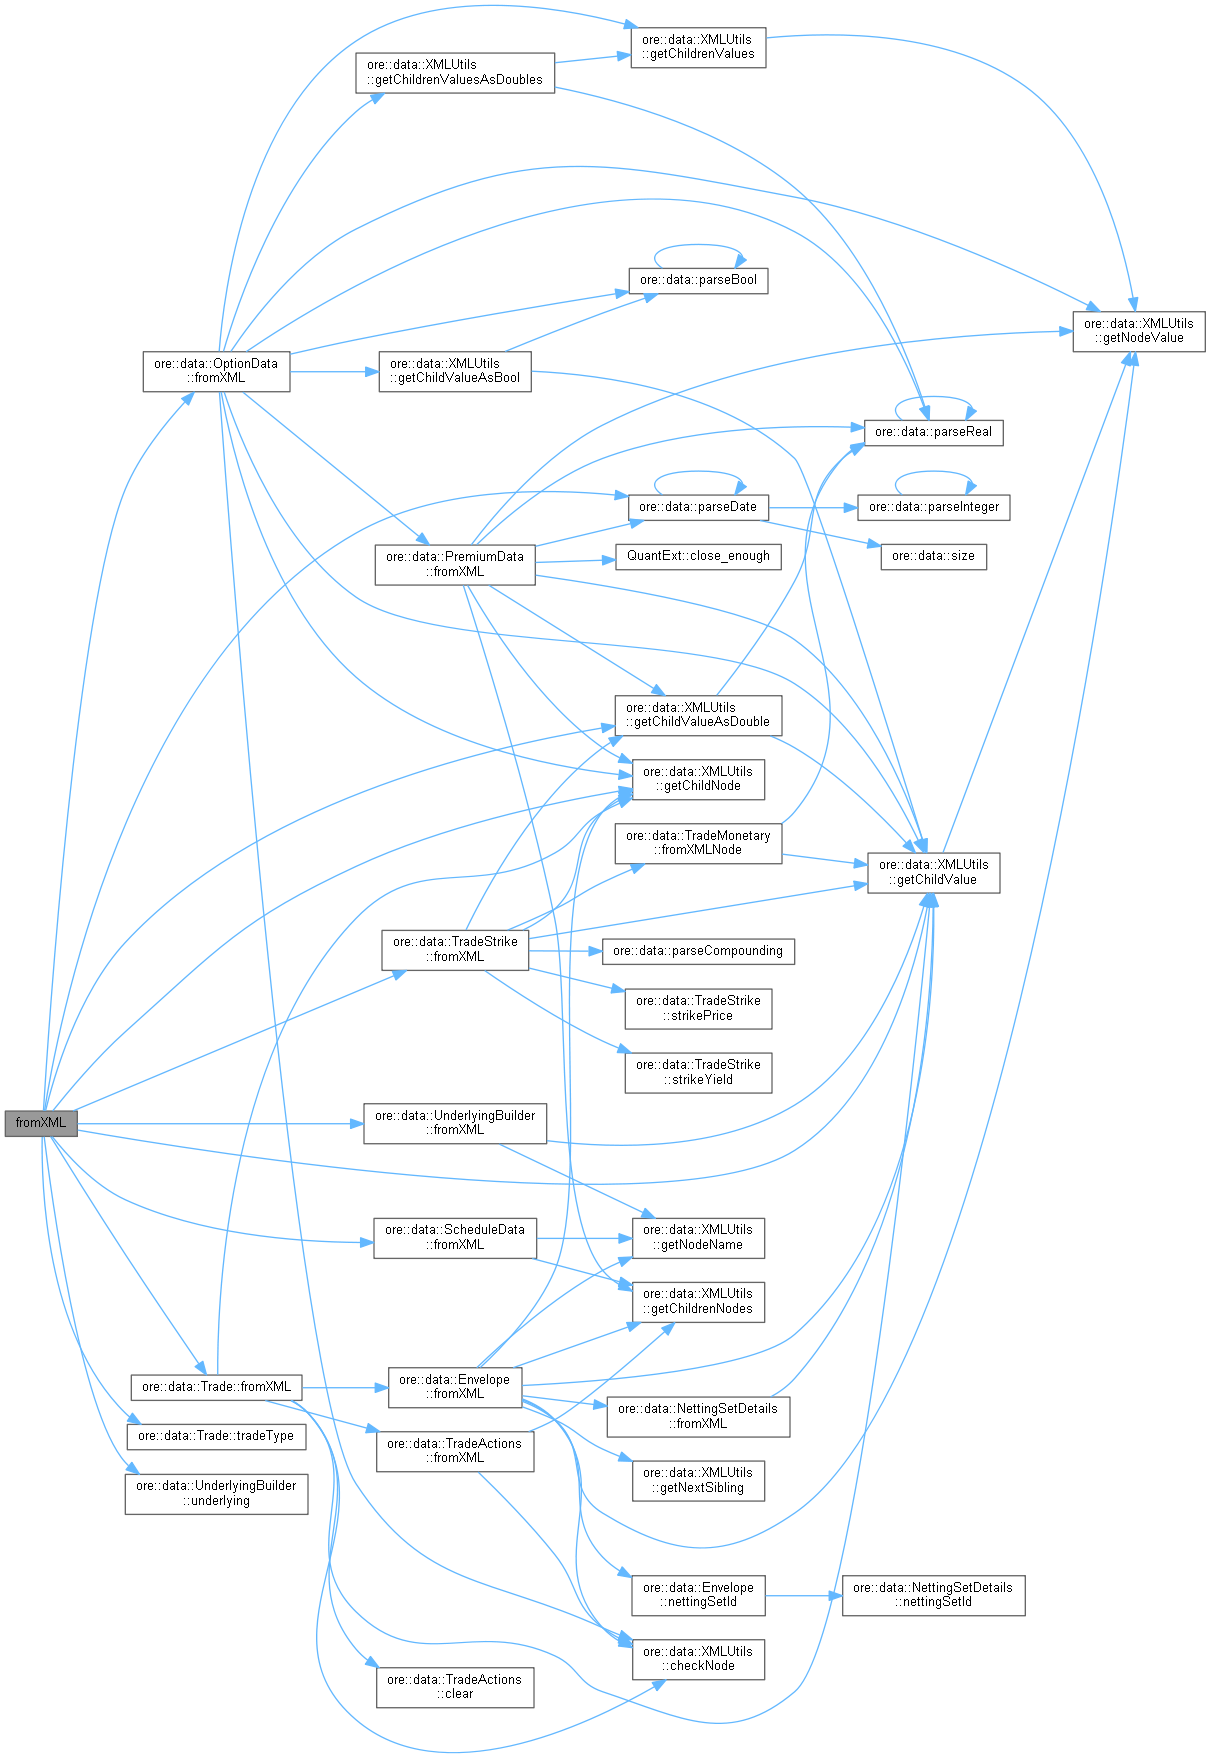 ore::data::XMLUtils
::getChildrenValues
ore::data::XMLUtils
::getChildrenValuesAsDoubles
ore::data::parseBool
ore::data::XMLUtils
::getNodeValue
ore::data::OptionData
::fromXML
ore::data::XMLUtils
::getChildValueAsBool
ore::data::parseReal
ore::data::parseDate
ore::data::parseInteger
ore::data::PremiumData
::fromXML
QuantExt::close_enough
ore::data::size
ore::data::XMLUtils
::getChildValueAsDouble
ore::data::XMLUtils
::getChildNode
ore::data::TradeMonetary
::fromXMLNode
ore::data::XMLUtils
::getChildValue
ore::data::TradeStrike
::fromXML
ore::data::parseCompounding
ore::data::TradeStrike
::strikePrice
ore::data::TradeStrike
::strikeYield
fromXML
ore::data::UnderlyingBuilder
::fromXML
ore::data::ScheduleData
::fromXML
ore::data::XMLUtils
::getNodeName
ore::data::XMLUtils
::getChildrenNodes
ore::data::Trade::fromXML
ore::data::Envelope
::fromXML
ore::data::NettingSetDetails
::fromXML
ore::data::Trade::tradeType
ore::data::TradeActions
::fromXML
ore::data::XMLUtils
::getNextSibling
ore::data::UnderlyingBuilder
::underlying
ore::data::Envelope
::nettingSetId
ore::data::NettingSetDetails
::nettingSetId
ore::data::XMLUtils
::checkNode
ore::data::TradeActions
::clear